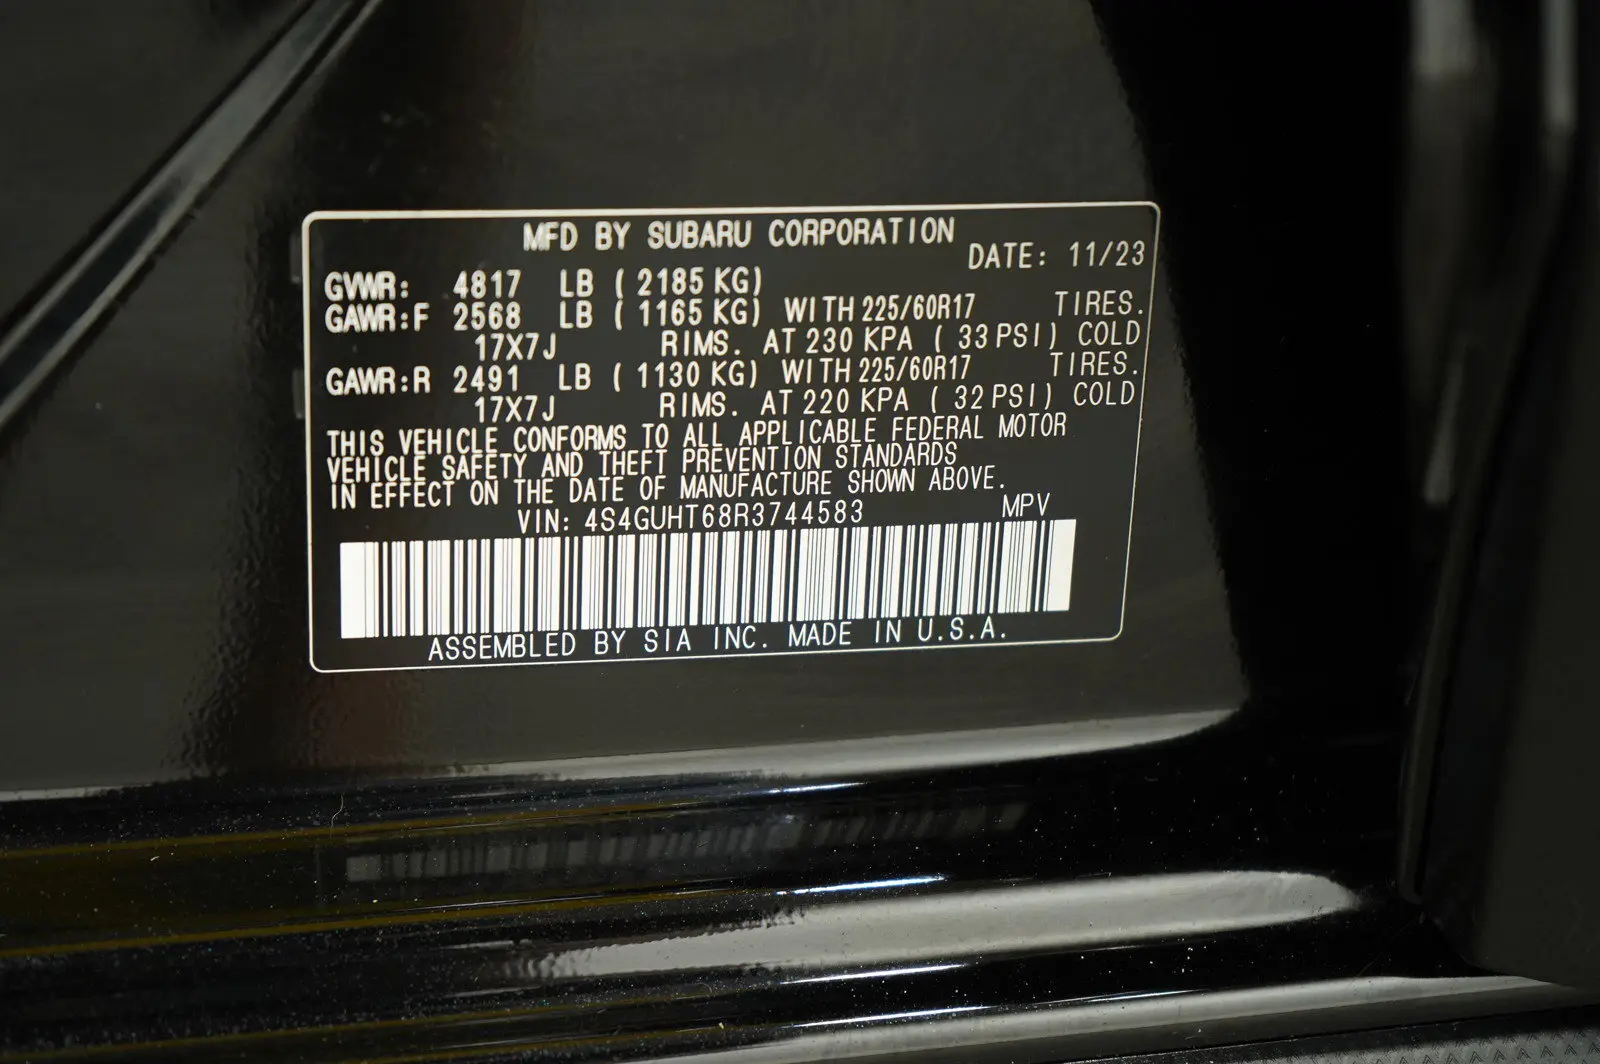 MFD BY SUBARU CORPORATION
DATE: 11/23
GVWR: 4817 LB ( 2185 KG)
GAWR:F 2568 LB ( 1165 KG) WITH 225/60R17 TIRES.
17X7J RIMS. AT 230 KPA ( 33 PSI) COLD
GAWR:R 2491 LB ( 1130 KG) WITH 225/60R17 TIRES.
17X7J RIMS. AT 220 KPA ( 32 PSI) COLD
THIS VEHICLE CONFORMS TO ALL APPLICABLE FEDERAL MOTOR
VEHICLE SAFETY AND THEFT PREVENTION STANDARDS
IN EFFECT ON THE DATE OF MANUFACTURE SHOWN ABOVE.
VIN: 4S4GUHT68R3744583 MPV
ASSEMBLED BY SIA INC. MADE IN U.S.A.